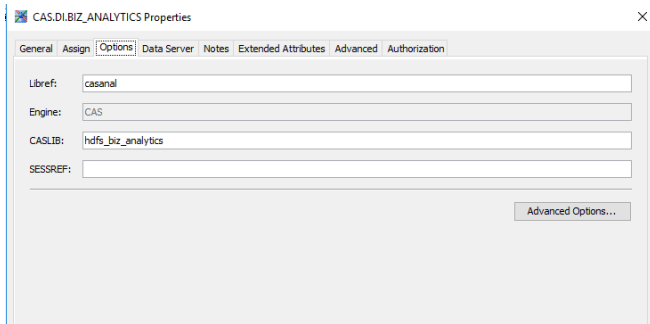 CAS.DI.BIZ_ANALYTICS Properties
General Assign Options Data Server Notes Extended Attributes Advanced Authorization
Libref: casanal
Engine: CAS
CASLIB: hdfs_biz_analytics
SESSREF:
Advanced Options...